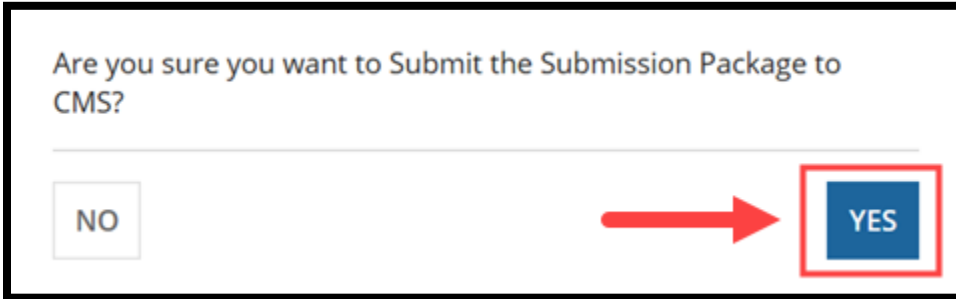 Are you sure you want to Submit the Submission Package to
CMS?
NO
YES